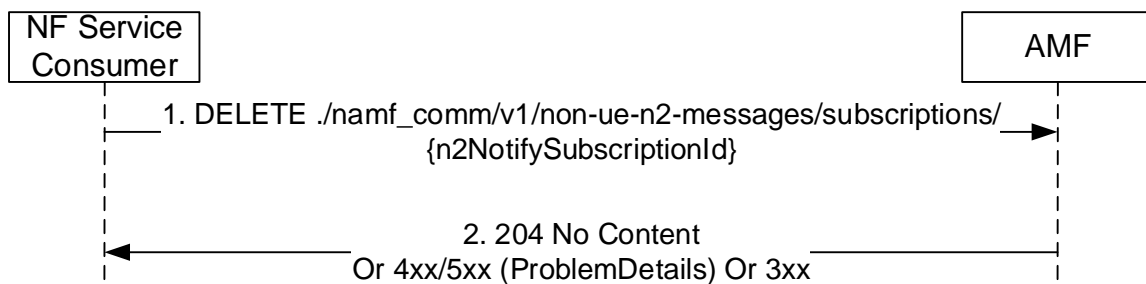 NF Service
Consumer
AMF
1. DELETE ./namf_comm/v1/non-ue-n2-messages/subscriptions/
{n2NotifySubscriptionId}
2. 204 No Content
Or 4xx/5xx (ProblemDetails) Or 3xx